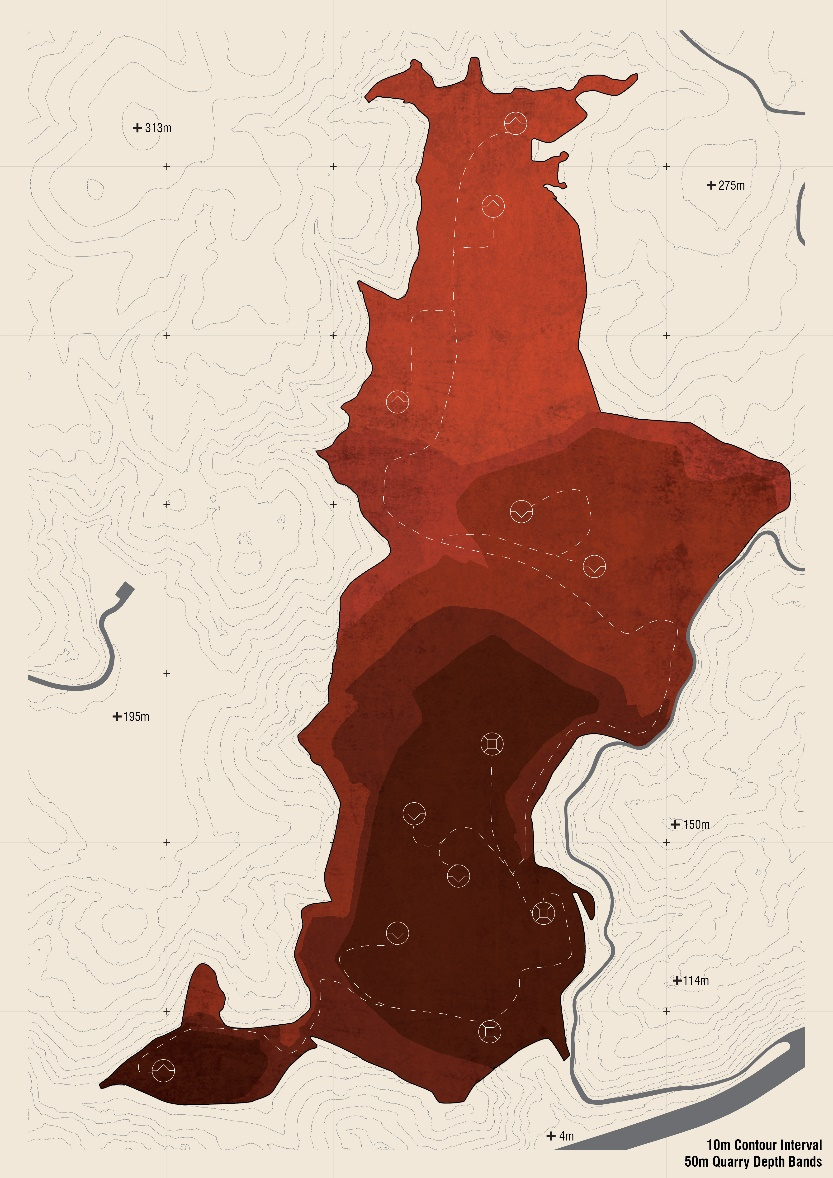 313m
275m
195m
150m
114m
4m
10m Contour Interval
50m Quarry Depth Bands